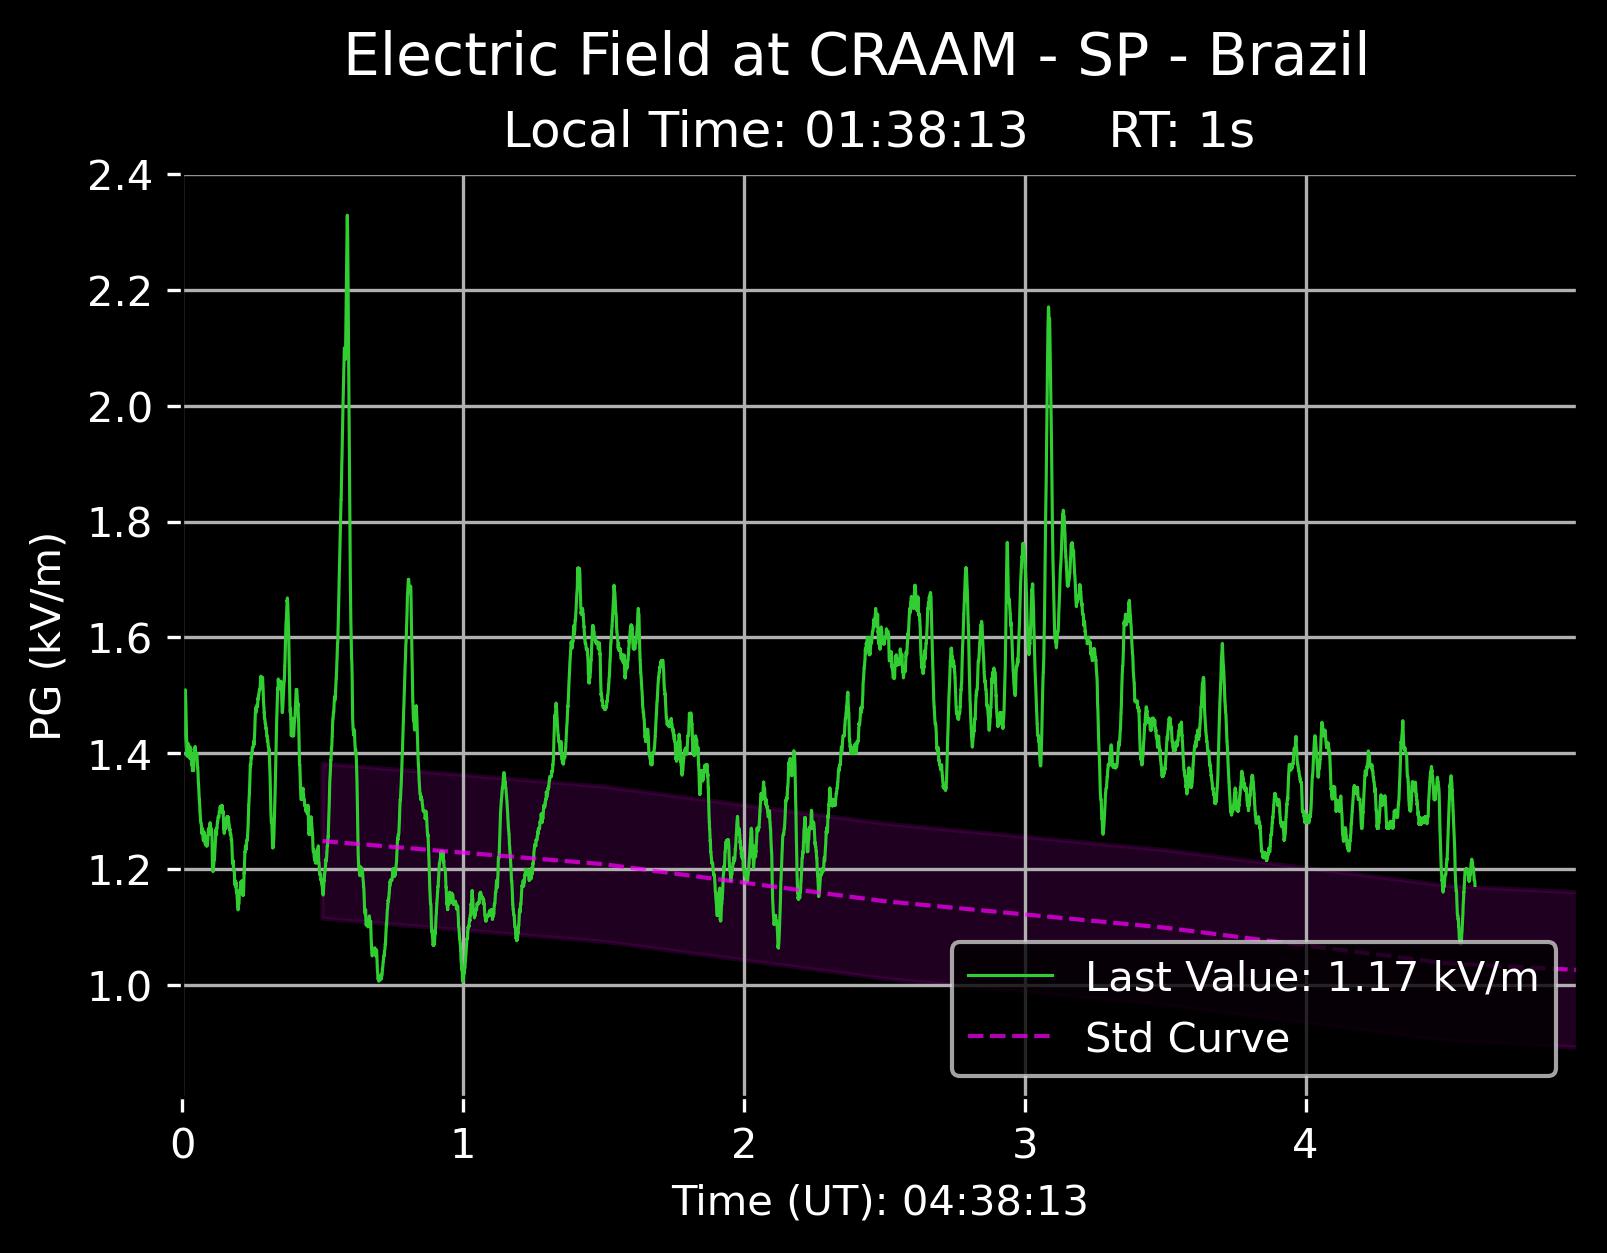 Electric Field at CRAAM - SP - Brazil
Local Time: 01:38:13 RT: 1s
2.4
2.2
2.0
1.8
1.6
1.4
1.2
1.0
PG (kV/m)
Last Value: 1.17 kV/m
Std Curve
0 1 2 3 4
Time (UT): 04:38:13